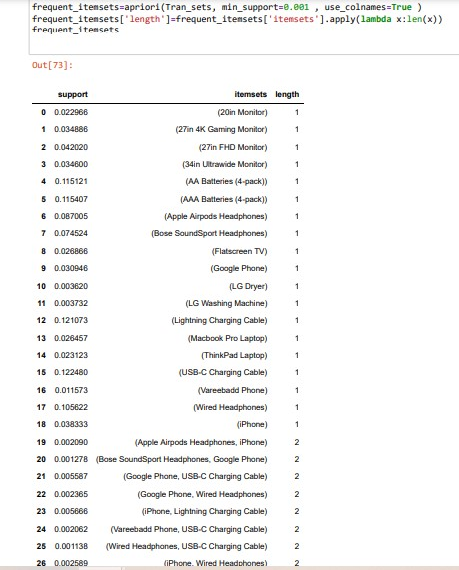 frequent_itemsets=apriori(Tran_sets, min_support=0.001 , use_colnames=True )
frequent_itemsets['length']=frequent_itemsets['itemsets'].apply(lambda x:len(x))
frequent_itemsets
Out[73]:
support itemsets length
0 0.022966 (20in Monitor) 1
1 0.034886 (27in 4K Gaming Monitor) 1
2 0.042020 (27in FHD Monitor) 1
3 0.034600 (34in Ultrawide Monitor) 1
4 0.115121 (AA Batteries (4-pack)) 1
5 0.115407 (AAA Batteries (4-pack)) 1
6 0.087005 (Apple Airpods Headphones) 1
7 0.074524 (Bose SoundSport Headphones) 1
8 0.026866 (Flatscreen TV) 1
9 0.030946 (Google Phone) 1
10 0.003620 (LG Dryer) 1
11 0.003732 (LG Washing Machine) 1
12 0.121073 (Lightning Charging Cable) 1
13 0.026457 (Macbook Pro Laptop) 1
14 0.023123 (ThinkPad Laptop) 1
15 0.122480 (USB-C Charging Cable) 1
16 0.011573 (Vareebadd Phone) 1
17 0.105622 (Wired Headphones) 1
18 0.038333 (iPhone) 1
19 0.002090 (Apple Airpods Headphones, iPhone) 2
20 0.001278 (Bose SoundSport Headphones, Google Phone) 2
21 0.005587 (Google Phone, USB-C Charging Cable) 2
22 0.002365 (Google Phone, Wired Headphones) 2
23 0.005666 (iPhone, Lightning Charging Cable) 2
24 0.002062 (Vareebadd Phone, USB-C Charging Cable) 2
25 0.001138 (Wired Headphones, USB-C Charging Cable) 2
26 0.002589 (iPhone, Wired Headphones) 2